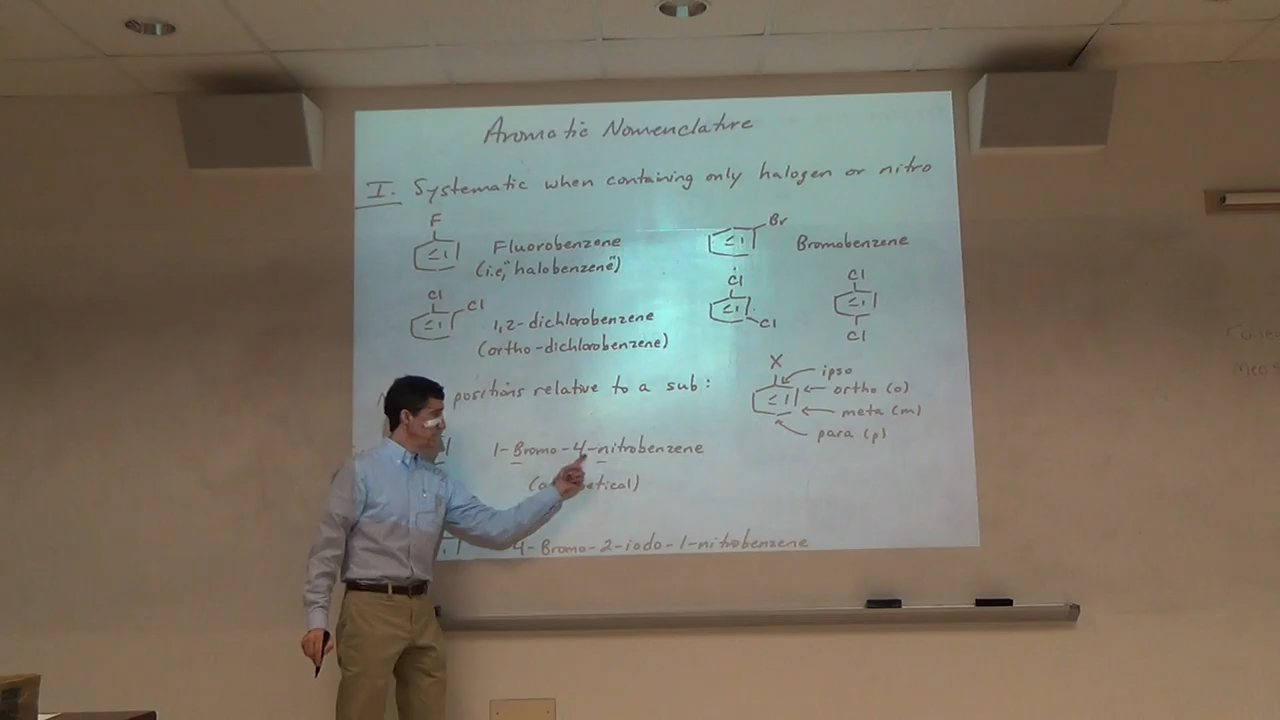 Aromatic Nomenclature
I. Systematic when containing only halogen or nitro
F
Fluorobenzene
(i.e, "halobenzene")
Br
Bromobenzene
Cl
Cl
1,2-dichlorobenzene
(ortho-dichlorobenzene)
Cl
Cl
Cl
Cl
positions relative to a sub:
X
ipso
ortho (o)
meta (m)
para (p)
1-Bromo-4-nitrobenzene
4-Bromo-2-iodo-1-nitrobenzene